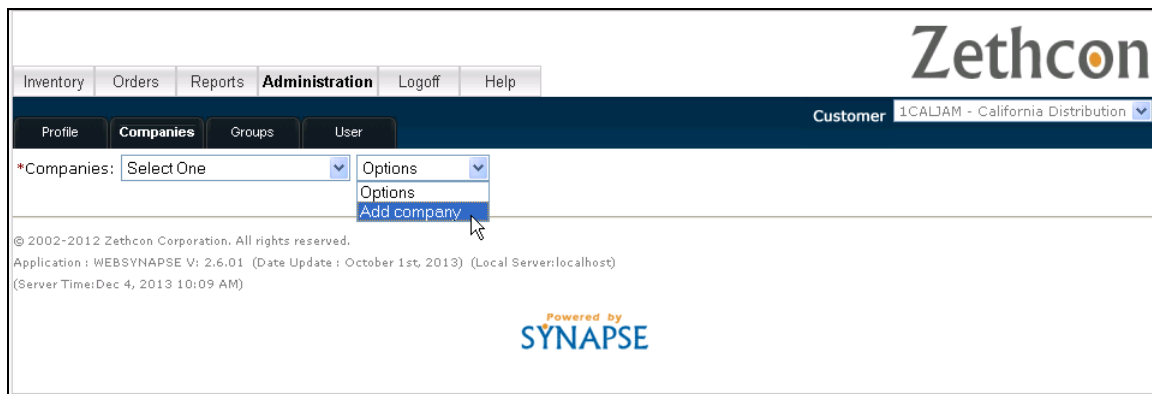 Zethcon
Inventory Orders Reports Administration Logoff Help
Customer 1CALJAM - California Distribution
Profile Companies Groups User
*Companies: Select One Options
Options
Add company
© 2002-2012 Zethcon Corporation. All rights reserved.
Application : WEBSYNAPSE V: 2.6.01 (Date Update : October 1st, 2013) (Local Server:localhost)
(Server Time:Dec 4, 2013 10:09 AM)
Powered by
SYNAPSE